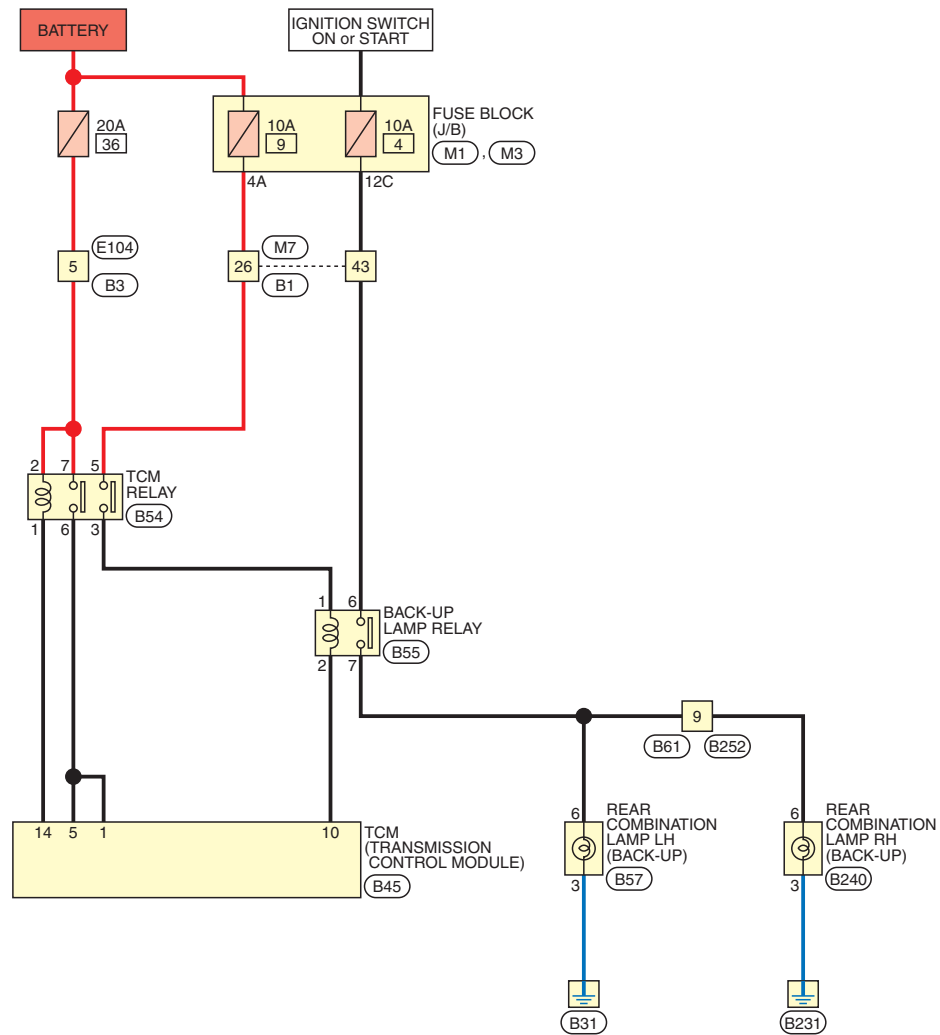 BATTERY
IGNITION SWITCH
ON or START
20A
36
10A
9
10A
4
FUSE BLOCK
(J/B)
M1 , M3
4A
12C
5
E104
B3
26
M7
B1
43
2 7 5
TCM
RELAY
B54
1 6 3
1 6
BACK-UP
LAMP RELAY
B55
2 7
9
B61 B252
14 5 1 10
TCM
(TRANSMISSION
CONTROL MODULE)
B45
6
REAR
COMBINATION
LAMP LH
(BACK-UP)
B57
3
6
REAR
COMBINATION
LAMP RH
(BACK-UP)
B240
3
B31
B231